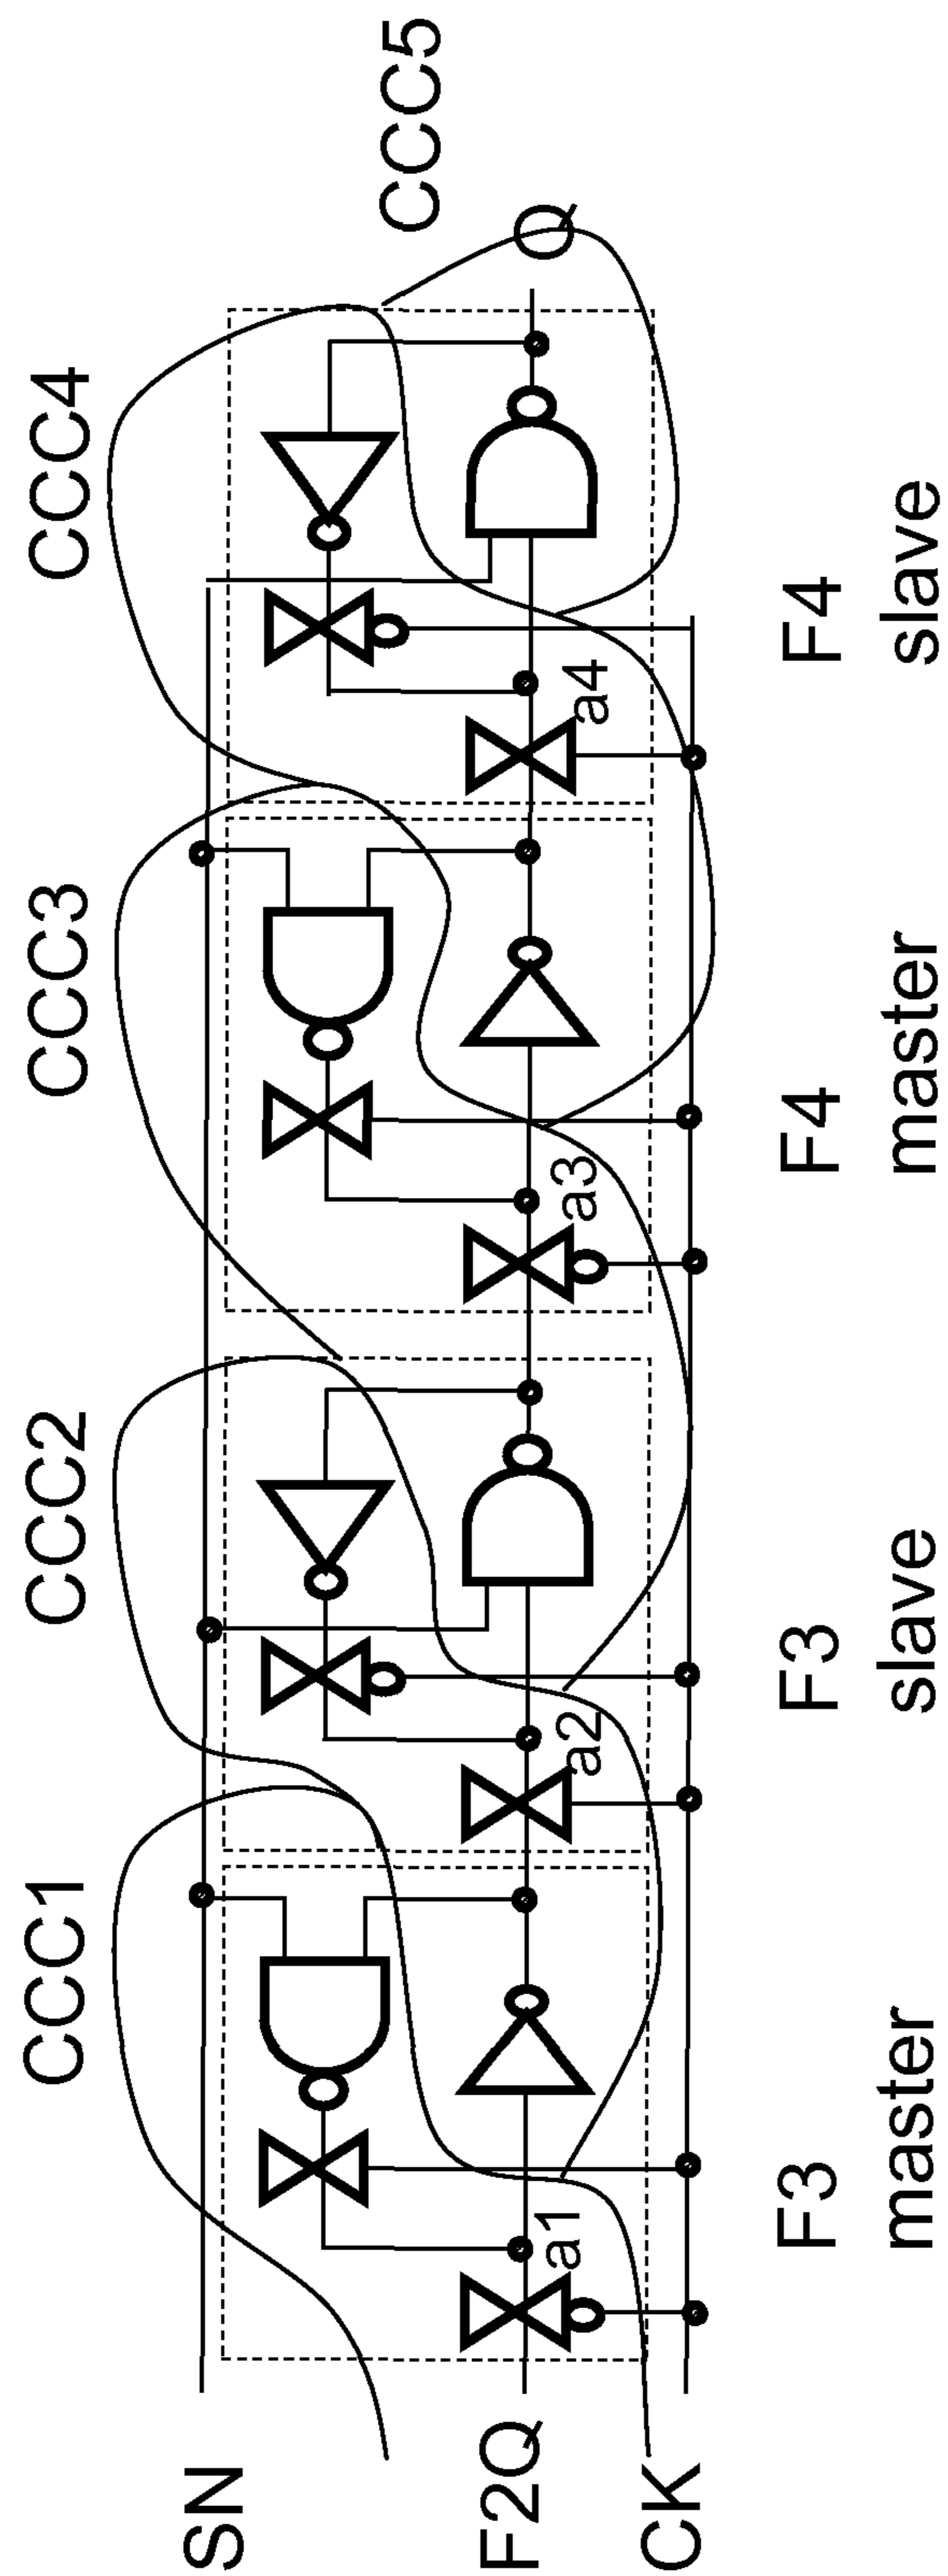 CCC1
CCC2
CCC3
CCC4
CCC5
SN
F2Q
CK
a1
a2
a3
a4
Q
F3
master
F3
slave
F4
master
F4
slave